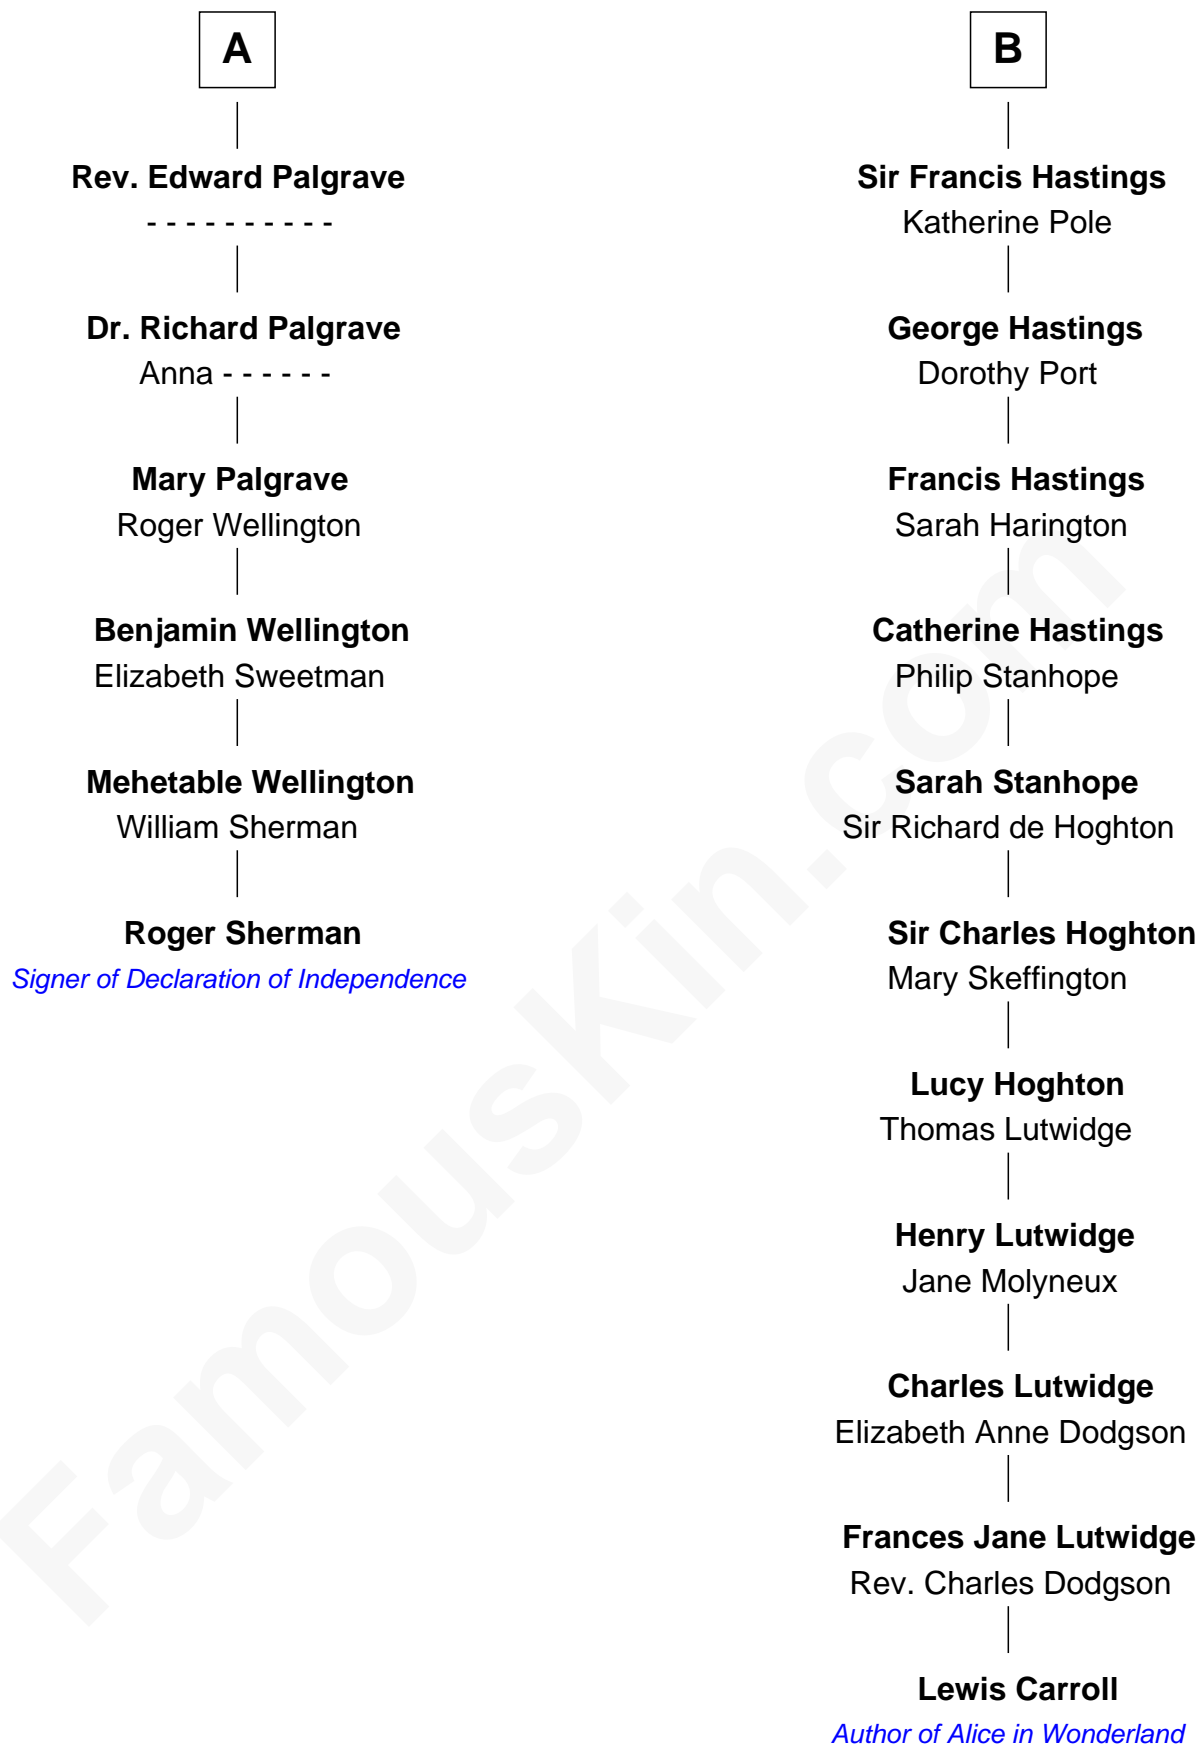 A
Rev. Edward Palgrave
- - - - - - - - - -
Dr. Richard Palgrave
Anna - - - - - -
Mary Palgrave
Roger Wellington
Benjamin Wellington
Elizabeth Sweetman
Mehetable Wellington
William Sherman
Roger Sherman
Signer of Declaration of Independence
B
Sir Francis Hastings
Katherine Pole
George Hastings
Dorothy Port
Francis Hastings
Sarah Harington
Catherine Hastings
Philip Stanhope
Sarah Stanhope
Sir Richard de Hoghton
Sir Charles Hoghton
Mary Skeffington
Lucy Hoghton
Thomas Lutwidge
Henry Lutwidge
Jane Molyneux
Charles Lutwidge
Elizabeth Anne Dodgson
Frances Jane Lutwidge
Rev. Charles Dodgson
Lewis Carroll
Author of Alice in Wonderland
FamousKin.com